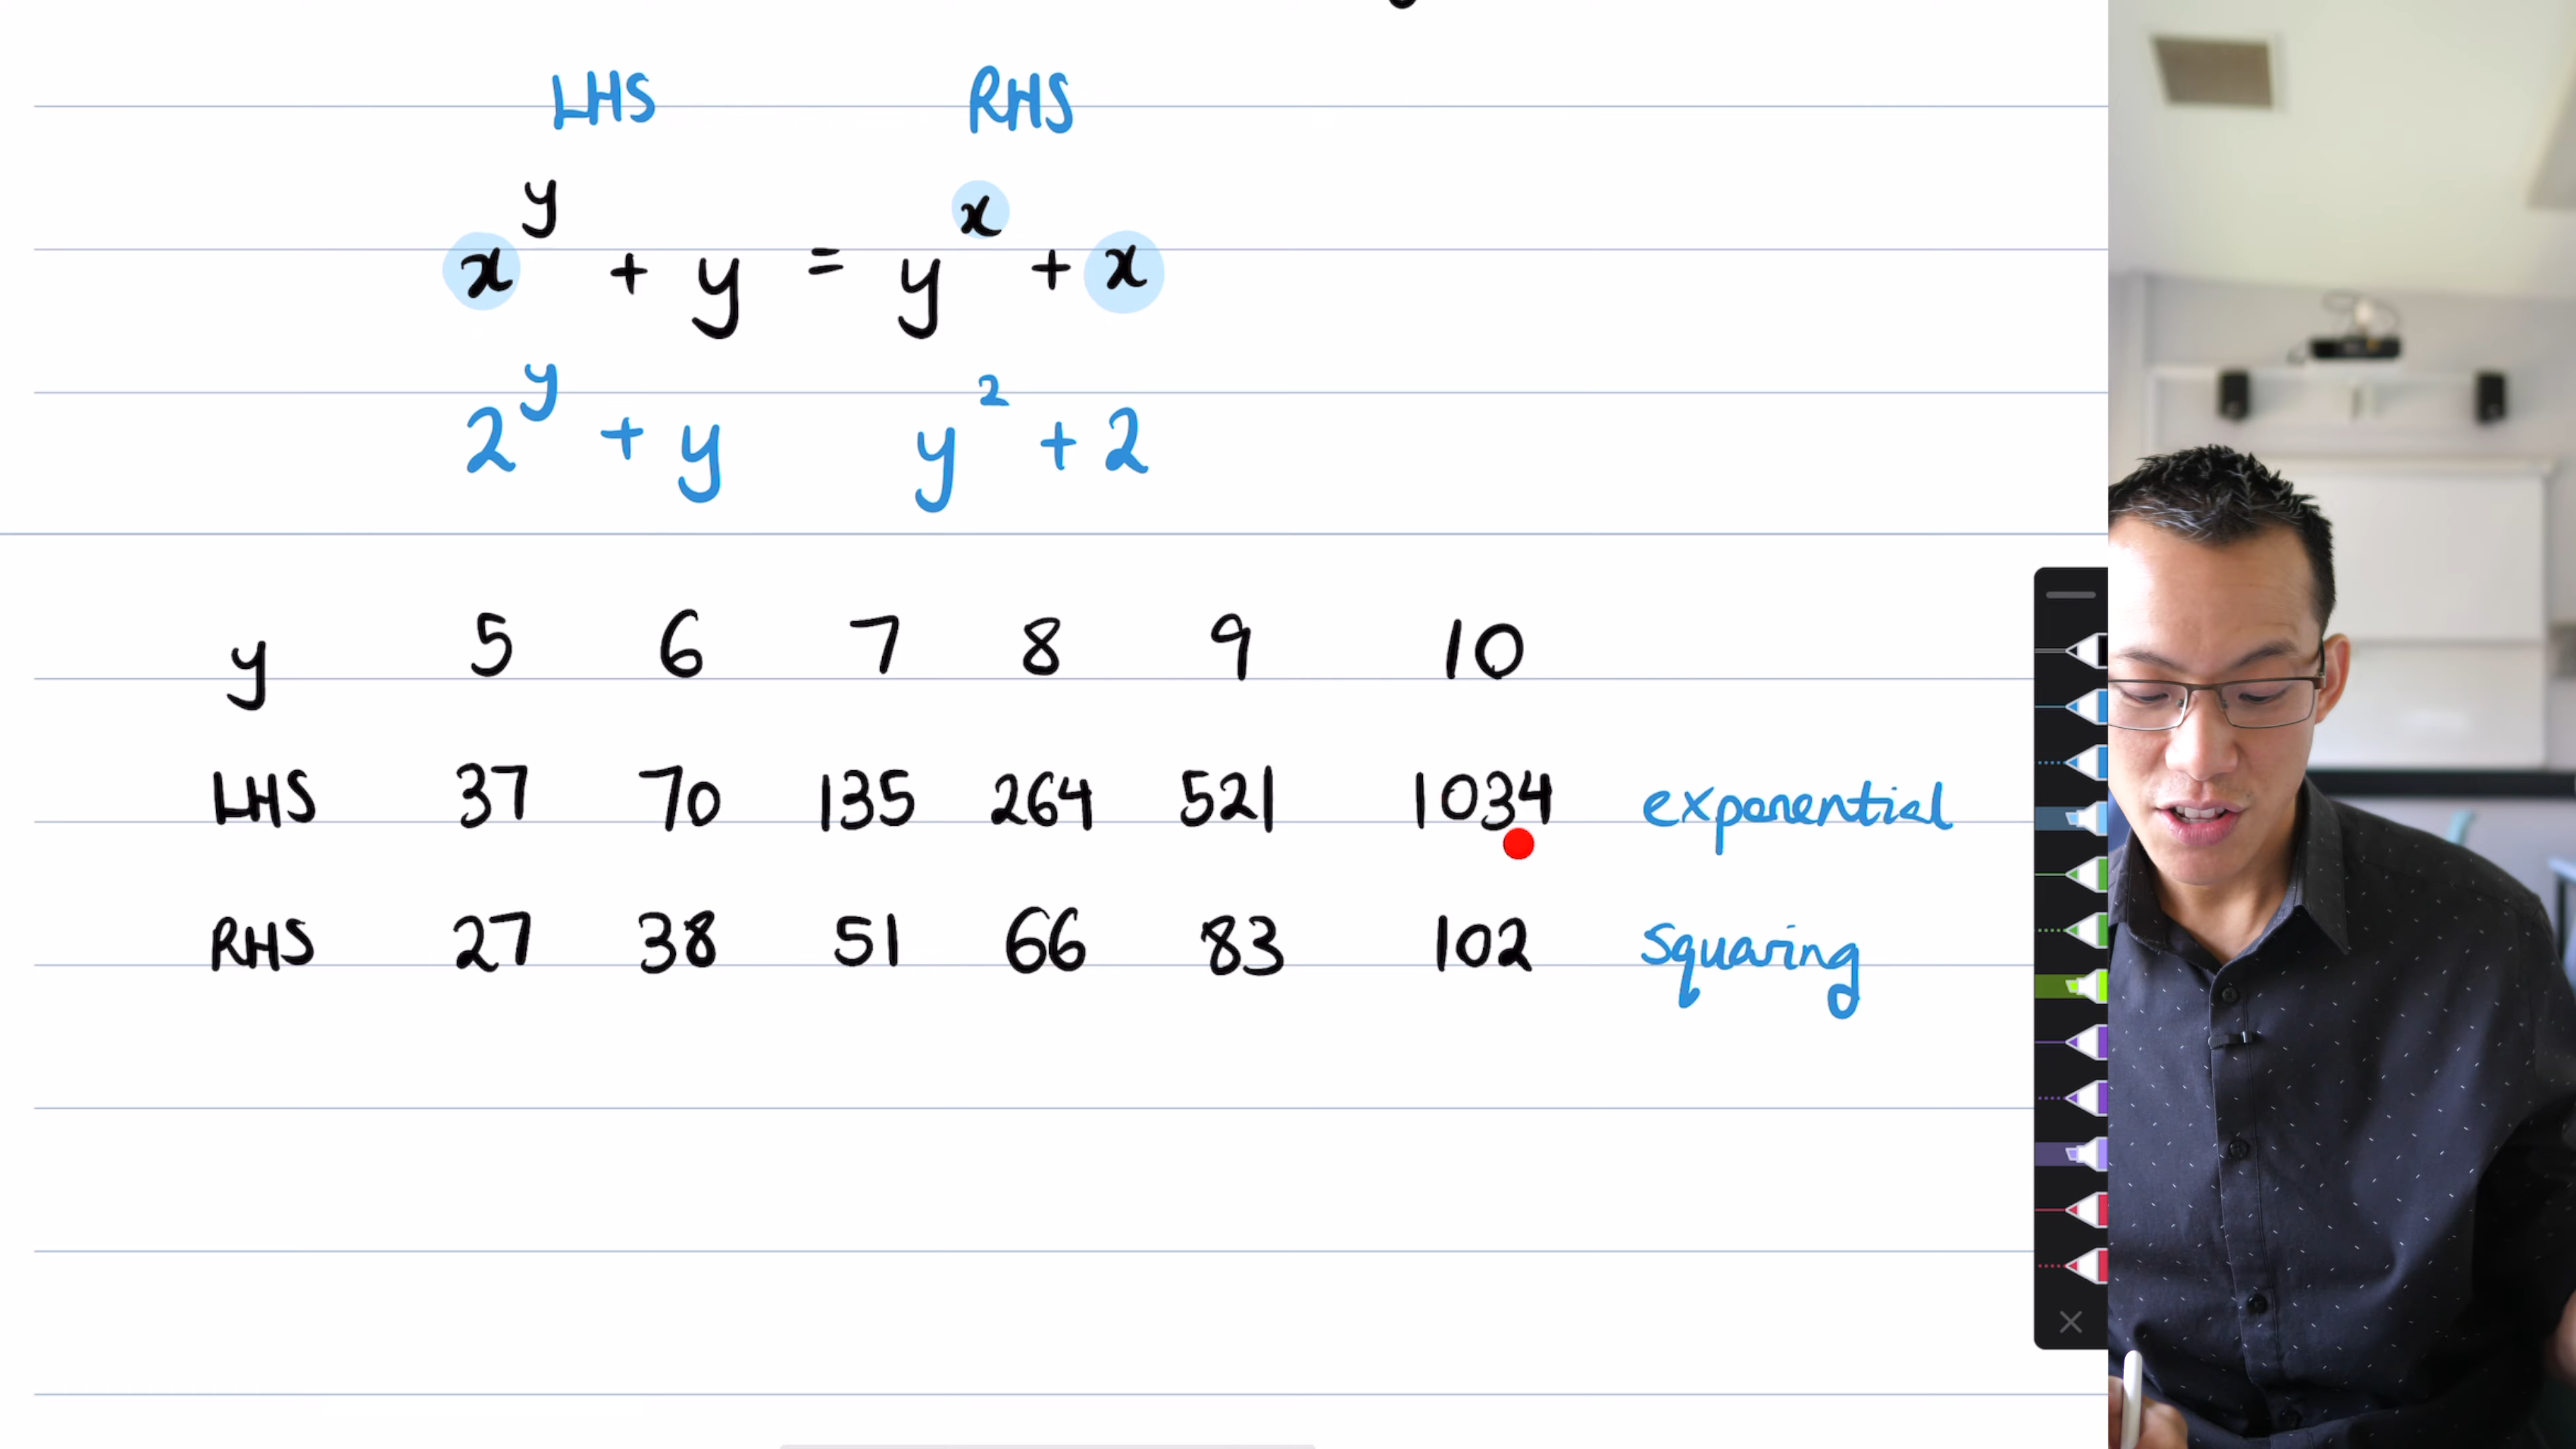 LHS RHS
x^y + y = y^x + x
2^y + y y^2 + 2
y 5 6 7 8 9 10
LHS 37 70 135 264 521 1034 exponential
RHS 27 38 51 66 83 102 squaring